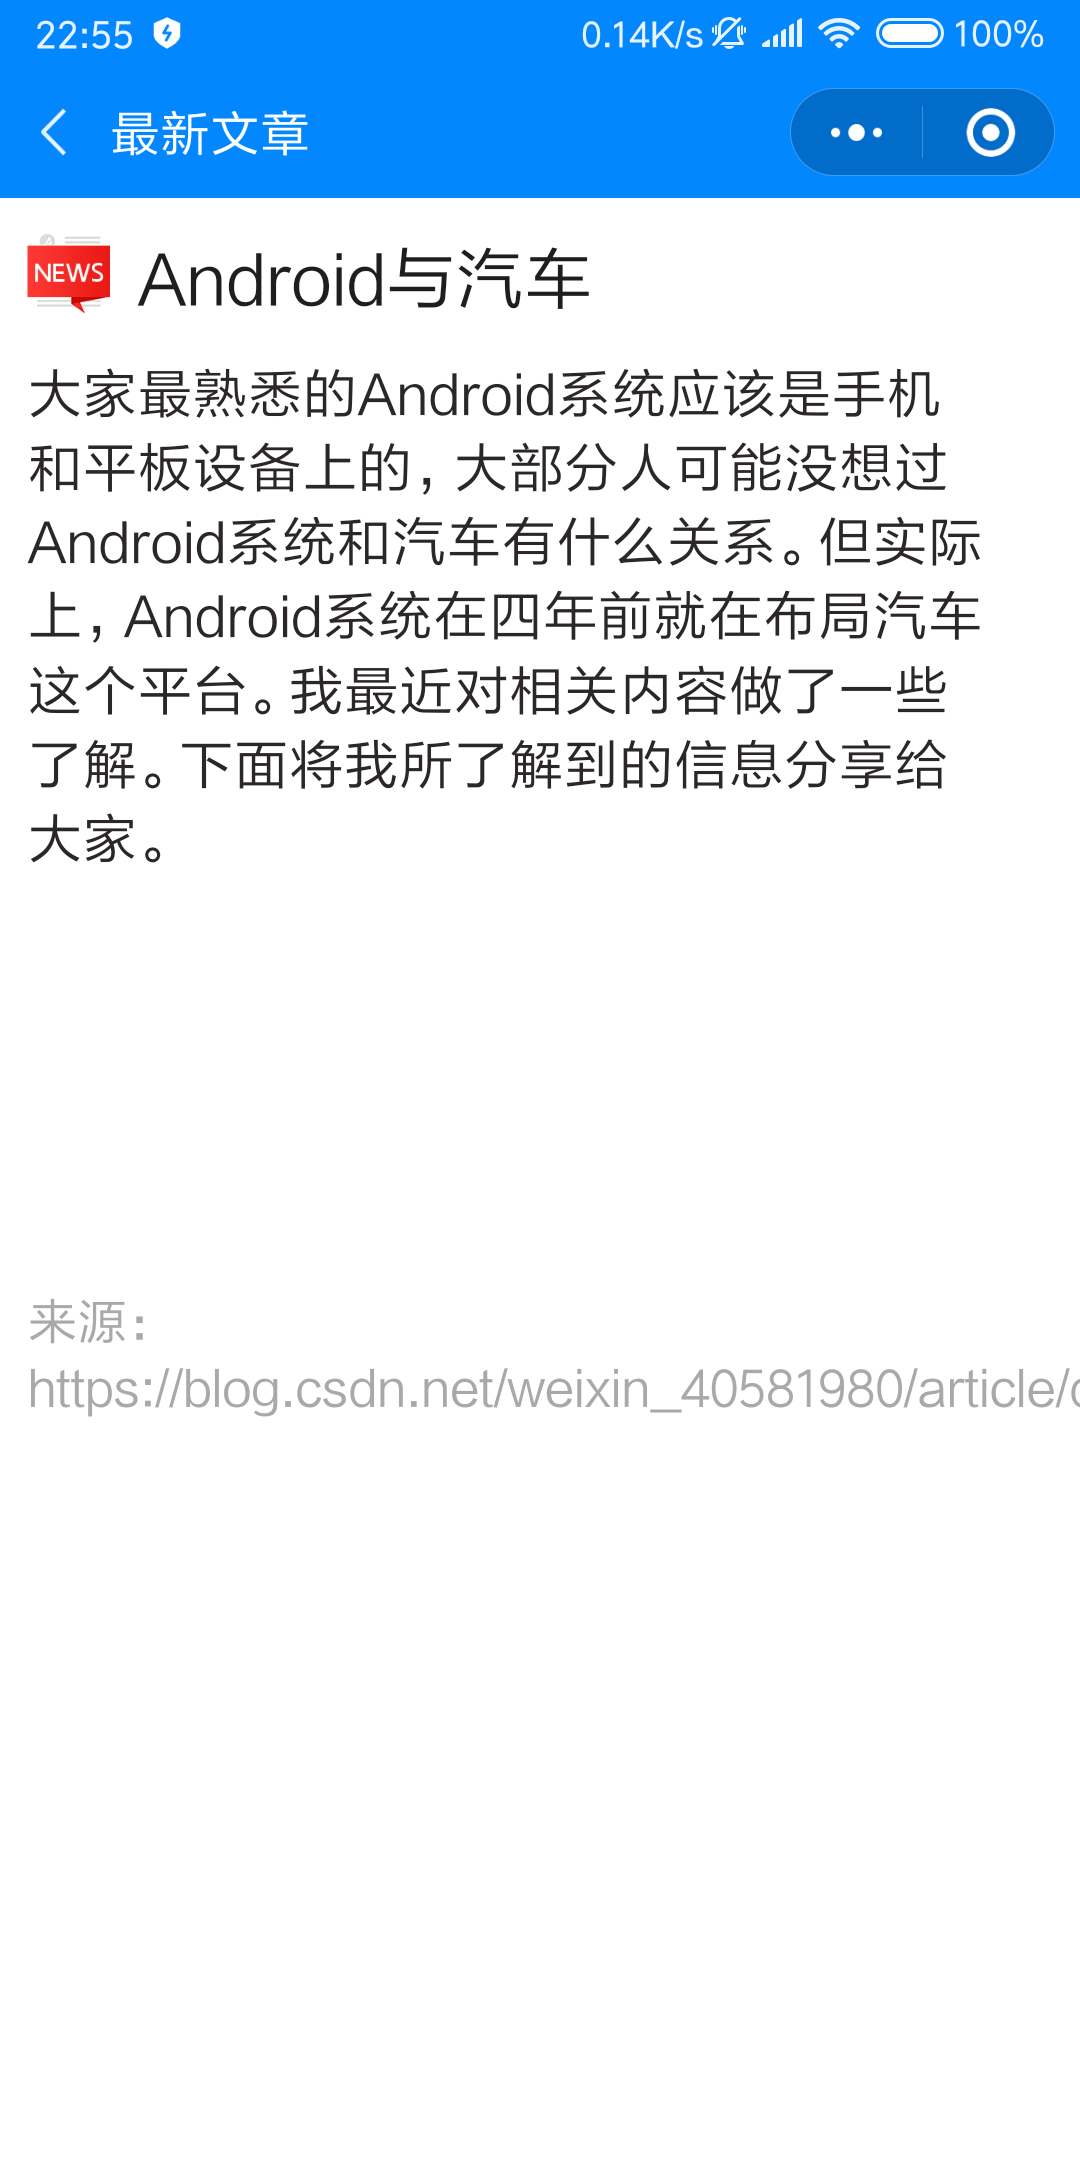 22:55
0.14K/s
100%
最新文章
NEWS
Android与汽车
大家最熟悉的Android系统应该是手机
和平板设备上的，大部分人可能没想过
Android系统和汽车有什么关系。但实际
上，Android系统在四年前就在布局汽车
这个平台。我最近对相关内容做了一些
了解。下面将我所了解到的信息分享给
大家。
来源：
https://blog.csdn.net/weixin_40581980/article/